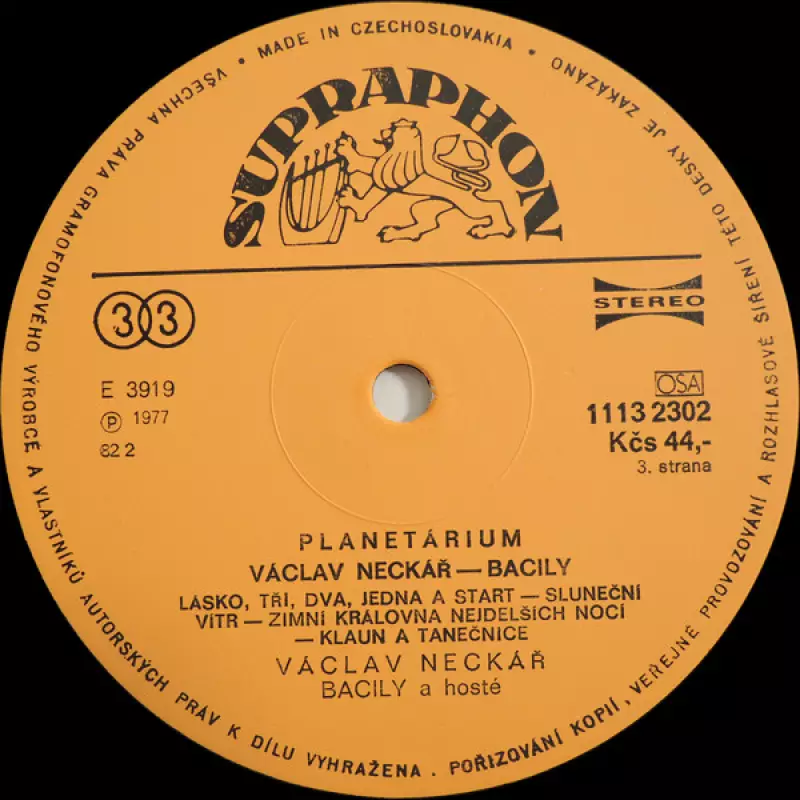 VŠECHNA PRÁVA GRAMOFONOVÉHO VÝROBCE A VLASTNÍKŮ AUTORSKÝCH PRÁV K DÍLU VYHRAŽENA . POŘIZOVÁNÍ KOPIÍ, VEŘEJNÉ PROVOZOVÁNÍ A ROZHLASOVÉ ŠÍŘENÍ TÉTO DESKY JE ZAKÁZÁNO
• MADE IN CZECHOSLOVAKIA •
SUPRAPHON
33
STEREO
E 3919
Ⓟ 1977
82 2
OSA
1113 2302
Kčs 44,-
3. strana
PLANETÁRIUM
VÁCLAV NECKÁŘ — BACILY
LÁSKO, TŘI, DVA, JEDNA A START — SLUNEČNÍ
VÍTR — ZIMNÍ KRÁLOVNA NEJDELŠÍCH NOCÍ
— KLAUN A TANEČNICE
VÁCLAV NECKÁŘ
BACILY a hosté